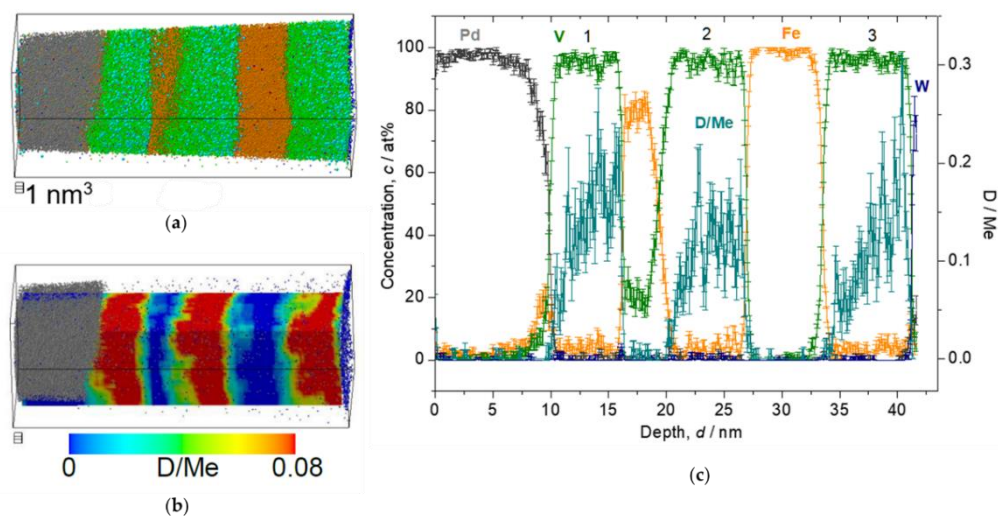 1 nm³
(a)
0 D/Me 0.08
(b)
Pd V 1 2 Fe 3
W
D/Me
100
80
60
40
20
0
Concentration, c / at%
0.3
0.2
0.1
0.0
D / Me
0 5 10 15 20 25 30 35 40
Depth, d / nm
(c)